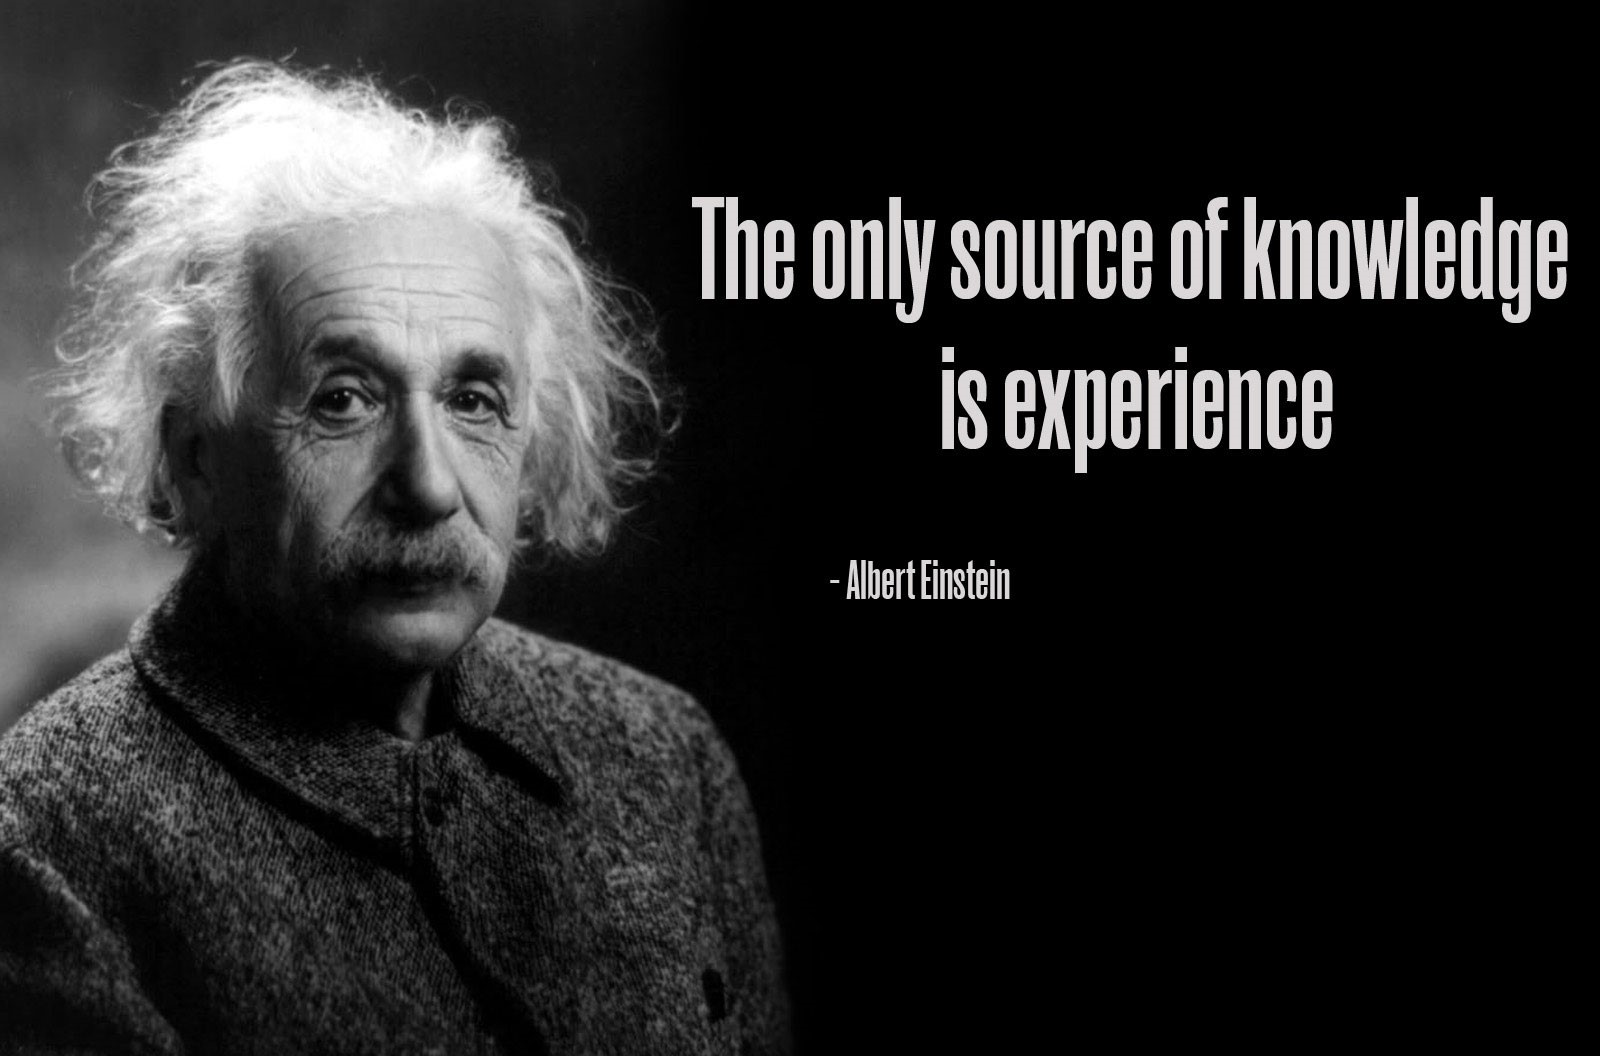 The only source of knowledge
is experience
- Albert Einstein